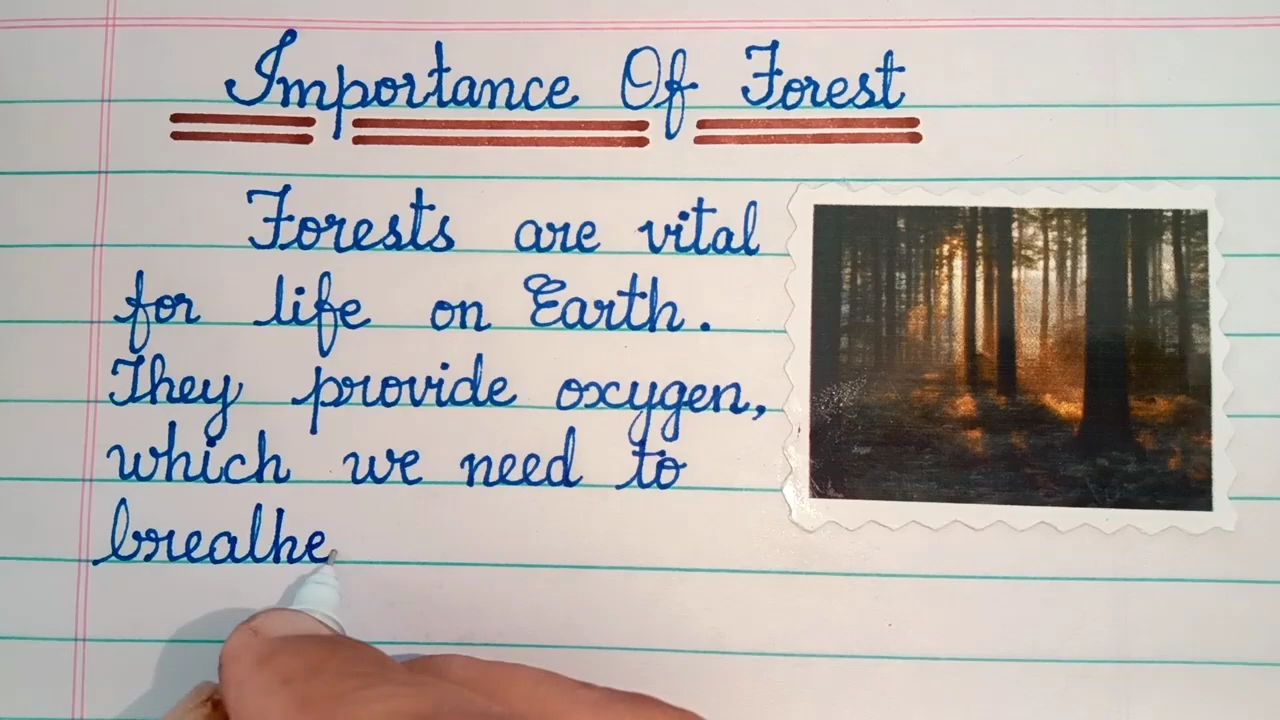 Importance Of Forest
Forests are vital
for life on Earth.
They provide oxygen,
which we need to
breathe